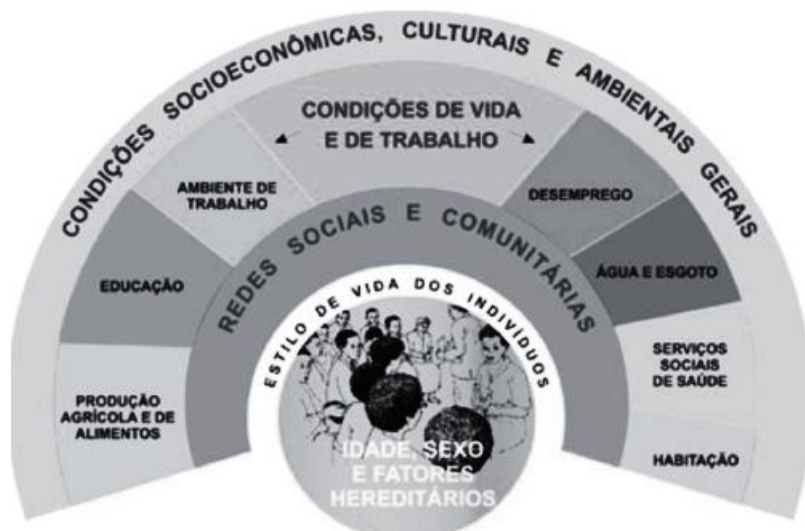 CONDIÇÕES SOCIOECONÔMICAS, CULTURAIS E AMBIENTAIS GERAIS
CONDIÇÕES DE VIDA
E DE TRABALHO
AMBIENTE DE
TRABALHO
DESEMPREGO
REDES SOCIAIS E COMUNITÁRIAS
EDUCAÇÃO
ÁGUA E ESGOTO
ESTILO DE VIDA DOS INDIVÍDUOS
PRODUÇÃO
AGRÍCOLA E DE
ALIMENTOS
SERVIÇOS
SOCIAIS
DE SAÚDE
HABITAÇÃO
IDADE, SEXO
E FATORES
HEREDITÁRIOS